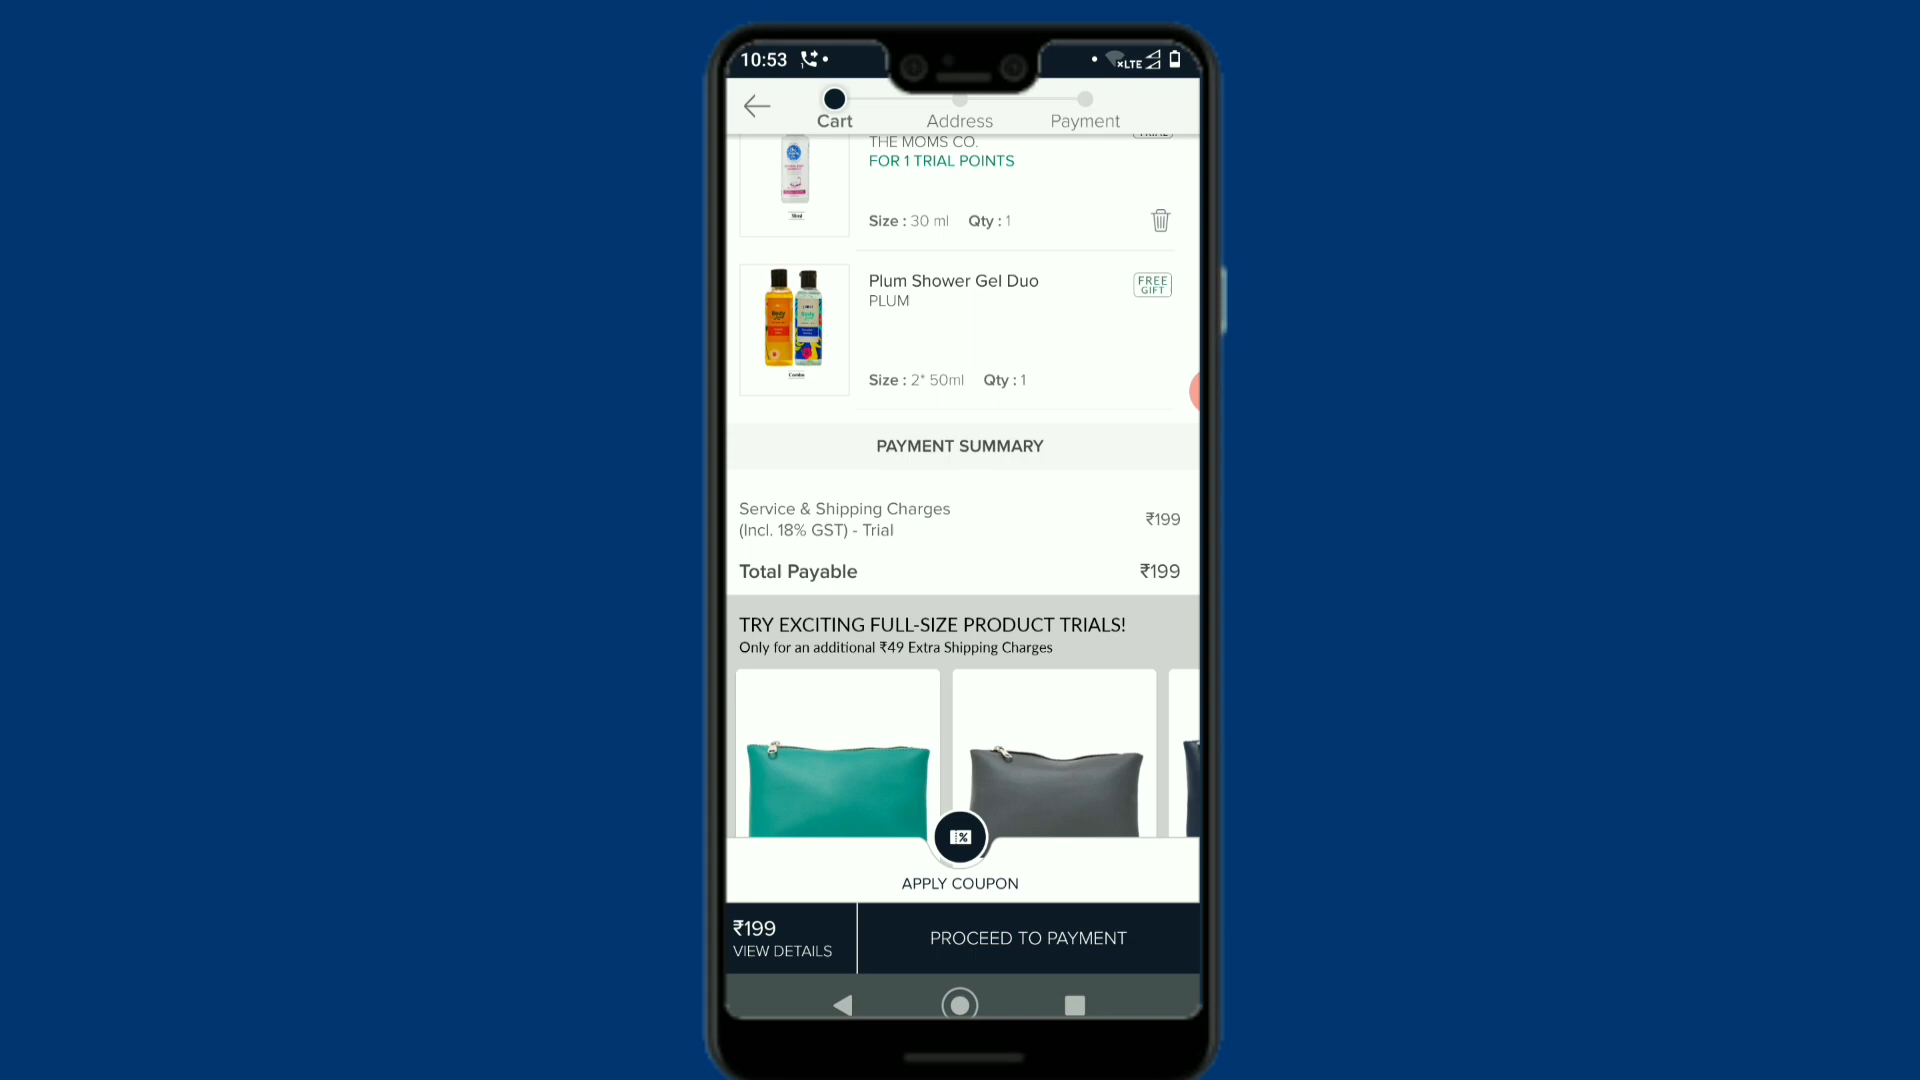 10:53
LTE
Cart
Address
Payment
TRIAL
THE MOMS CO.
FOR 1 TRIAL POINTS
Size : 30 ml Qty : 1
Plum Shower Gel Duo
FREE
GIFT
PLUM
Combo
Size : 2* 50ml Qty : 1
PAYMENT SUMMARY
Service & Shipping Charges
(Incl. 18% GST) - Trial
₹199
Total Payable
₹199
TRY EXCITING FULL-SIZE PRODUCT TRIALS!
Only for an additional ₹49 Extra Shipping Charges
APPLY COUPON
₹199
VIEW DETAILS
PROCEED TO PAYMENT